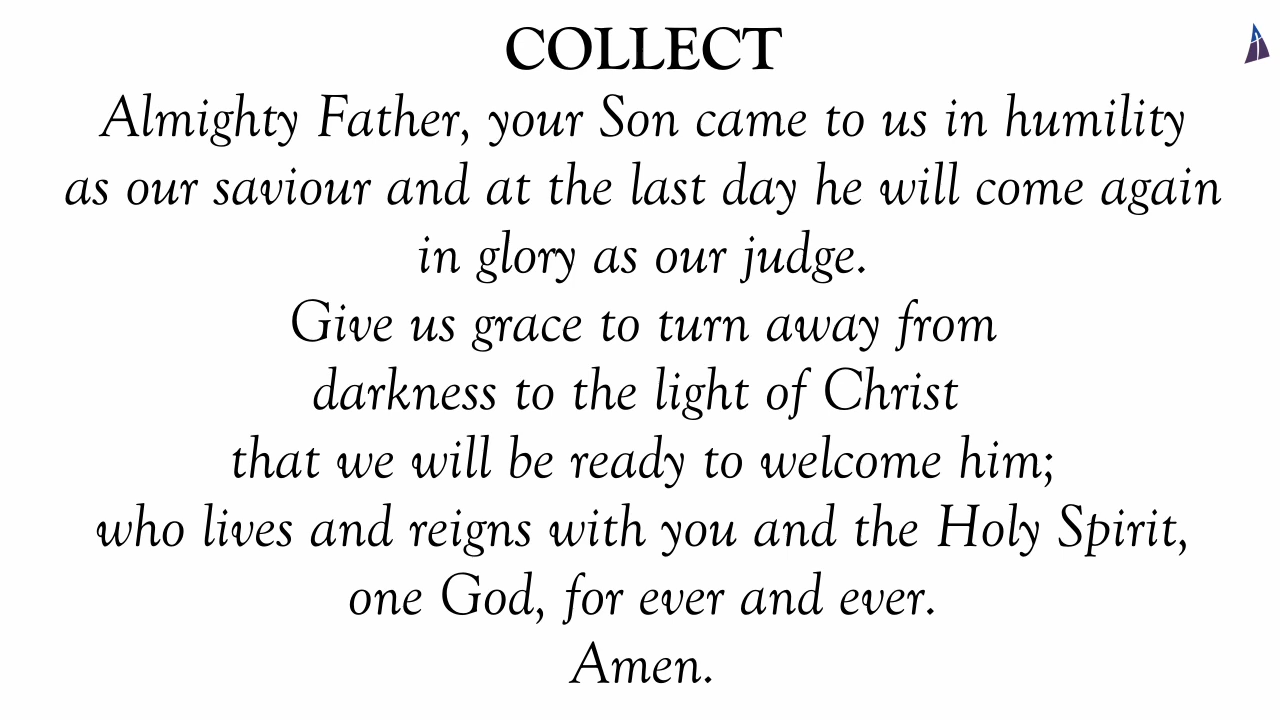 COLLECT
Almighty Father, your Son came to us in humility
as our saviour and at the last day he will come again
in glory as our judge.
Give us grace to turn away from
darkness to the light of Christ
that we will be ready to welcome him;
who lives and reigns with you and the Holy Spirit,
one God, for ever and ever.
Amen.